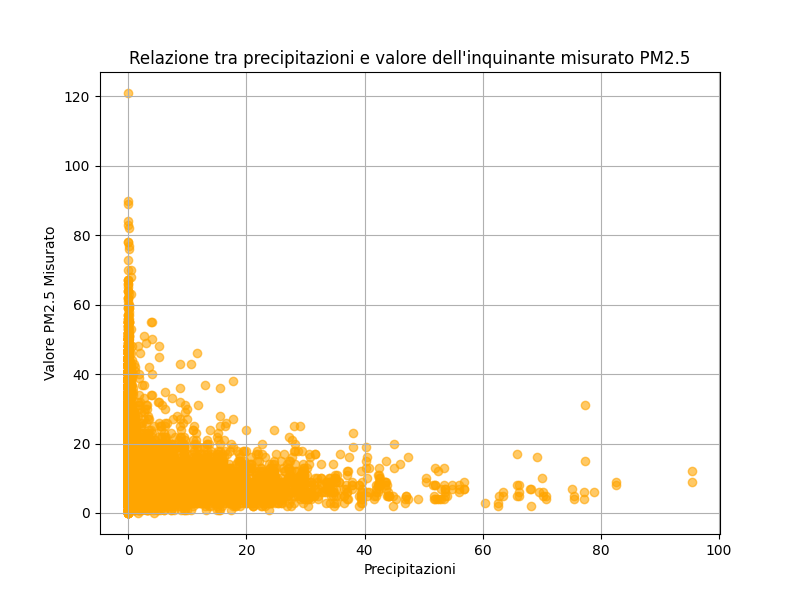 Relazione tra precipitazioni e valore dell'inquinante misurato PM2.5
120
100
80
60
40
20
0
Valore PM2.5 Misurato
0 20 40 60 80 100
Precipitazioni